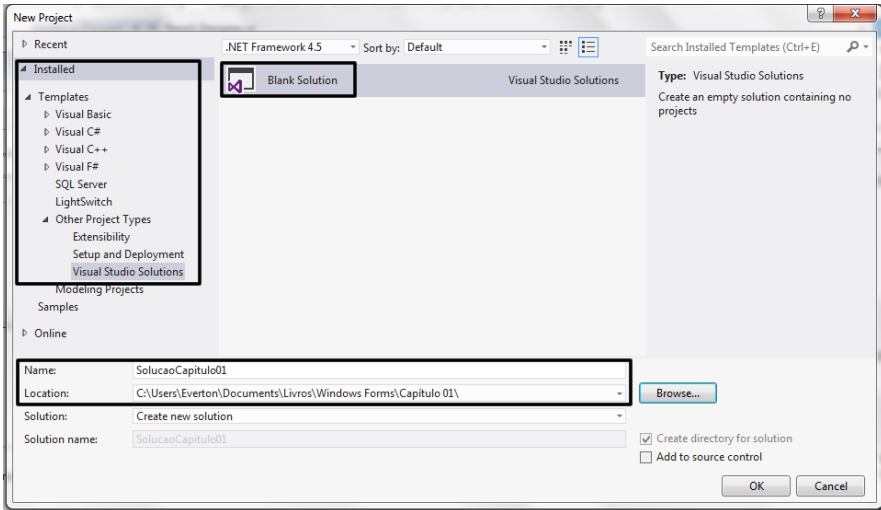 New Project
Recent
.NET Framework 4.5
Sort by: Default
Search Installed Templates (Ctrl+E)
Installed
Templates
Visual Basic
Visual C#
Visual C++
Visual F#
SQL Server
LightSwitch
Other Project Types
Extensibility
Setup and Deployment
Visual Studio Solutions
Modeling Projects
Samples
Online
Blank Solution
Visual Studio Solutions
Type: Visual Studio Solutions
Create an empty solution containing no
projects
Name: SolucaoCapitulo01
Location: C:\Users\Everton\Documents\Livros\Windows Forms\Capítulo 01\
Browse...
Solution: Create new solution
Solution name: SolucaoCapitulo01
Create directory for solution
Add to source control
OK
Cancel